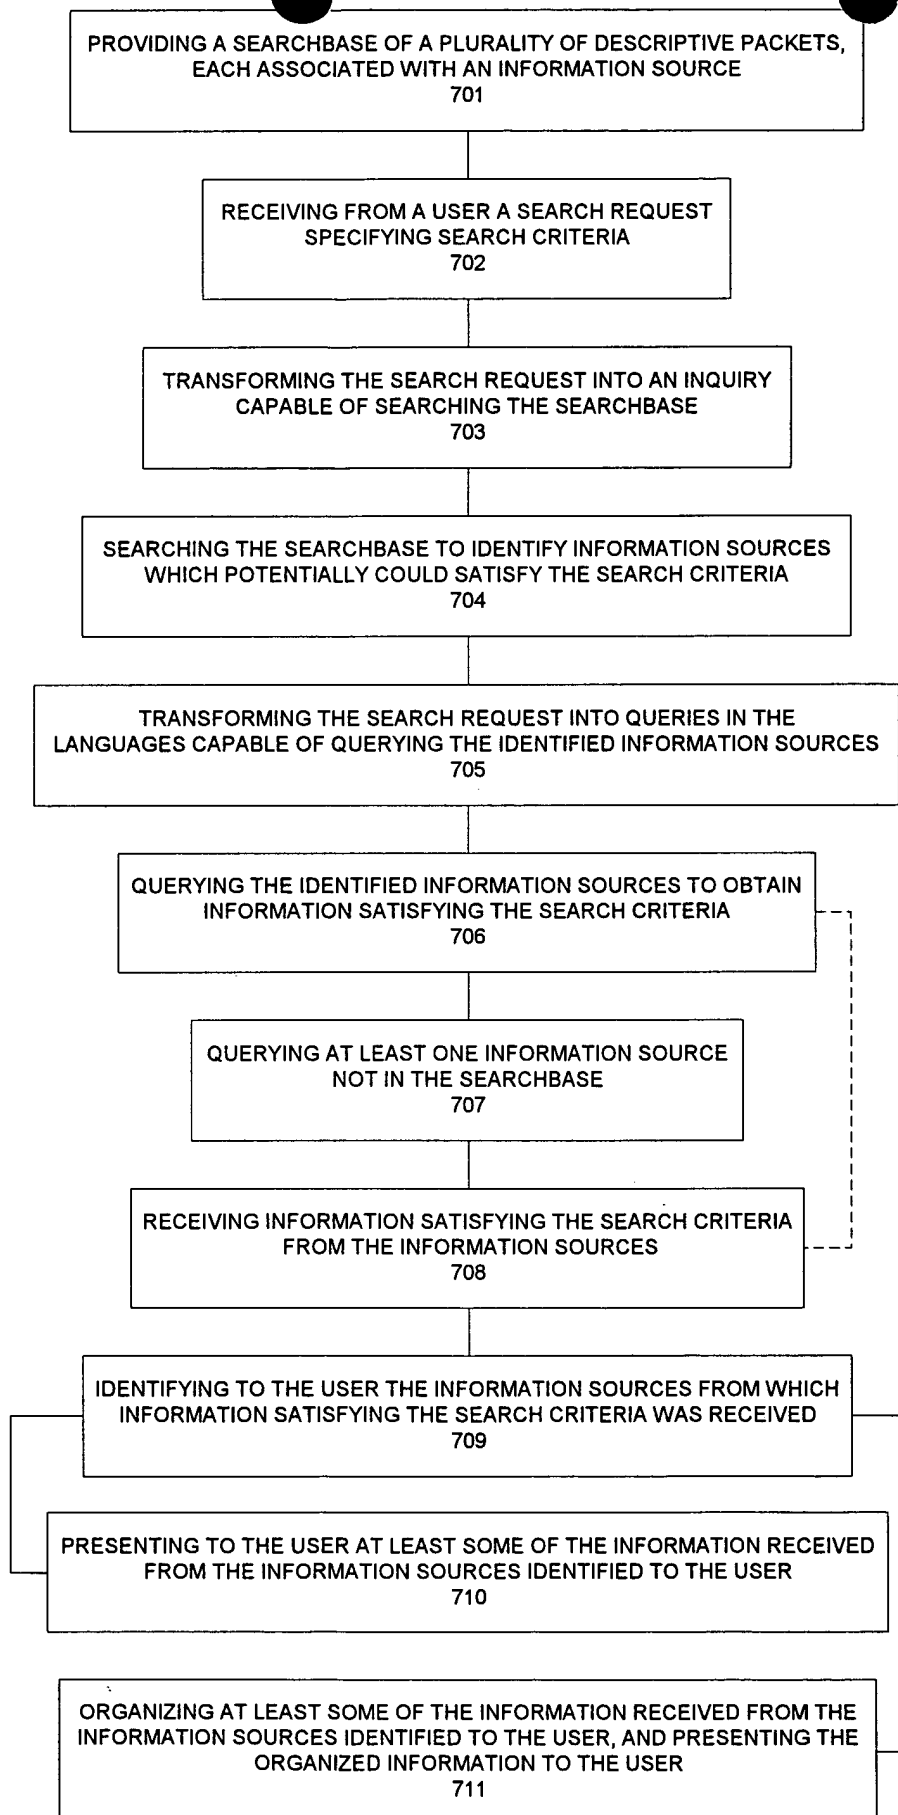 PROVIDING A SEARCHBASE OF A PLURALITY OF DESCRIPTIVE PACKETS,
EACH ASSOCIATED WITH AN INFORMATION SOURCE
701
RECEIVING FROM A USER A SEARCH REQUEST
SPECIFYING SEARCH CRITERIA
702
TRANSFORMING THE SEARCH REQUEST INTO AN INQUIRY
CAPABLE OF SEARCHING THE SEARCHBASE
703
SEARCHING THE SEARCHBASE TO IDENTIFY INFORMATION SOURCES
WHICH POTENTIALLY COULD SATISFY THE SEARCH CRITERIA
704
TRANSFORMING THE SEARCH REQUEST INTO QUERIES IN THE
LANGUAGES CAPABLE OF QUERYING THE IDENTIFIED INFORMATION SOURCES
705
QUERYING THE IDENTIFIED INFORMATION SOURCES TO OBTAIN
INFORMATION SATISFYING THE SEARCH CRITERIA
706
QUERYING AT LEAST ONE INFORMATION SOURCE
NOT IN THE SEARCHBASE
707
RECEIVING INFORMATION SATISFYING THE SEARCH CRITERIA
FROM THE INFORMATION SOURCES
708
IDENTIFYING TO THE USER THE INFORMATION SOURCES FROM WHICH
INFORMATION SATISFYING THE SEARCH CRITERIA WAS RECEIVED
709
PRESENTING TO THE USER AT LEAST SOME OF THE INFORMATION RECEIVED
FROM THE INFORMATION SOURCES IDENTIFIED TO THE USER
710
ORGANIZING AT LEAST SOME OF THE INFORMATION RECEIVED FROM THE
INFORMATION SOURCES IDENTIFIED TO THE USER, AND PRESENTING THE
ORGANIZED INFORMATION TO THE USER
711